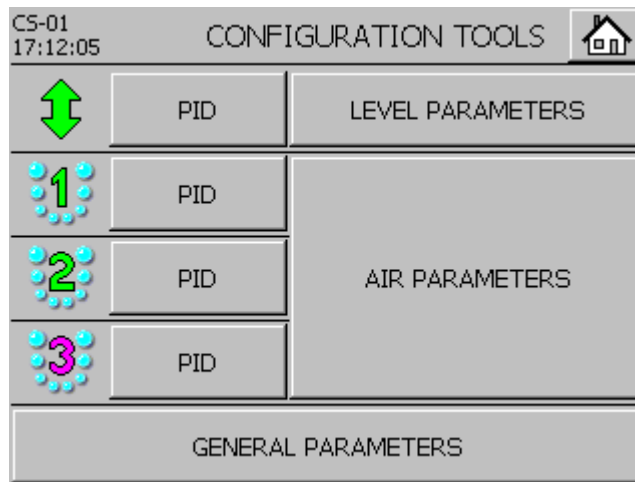 CS-01
17:12:05
CONFIGURATION TOOLS
PID
LEVEL PARAMETERS
1
PID
2
PID
AIR PARAMETERS
3
PID
GENERAL PARAMETERS